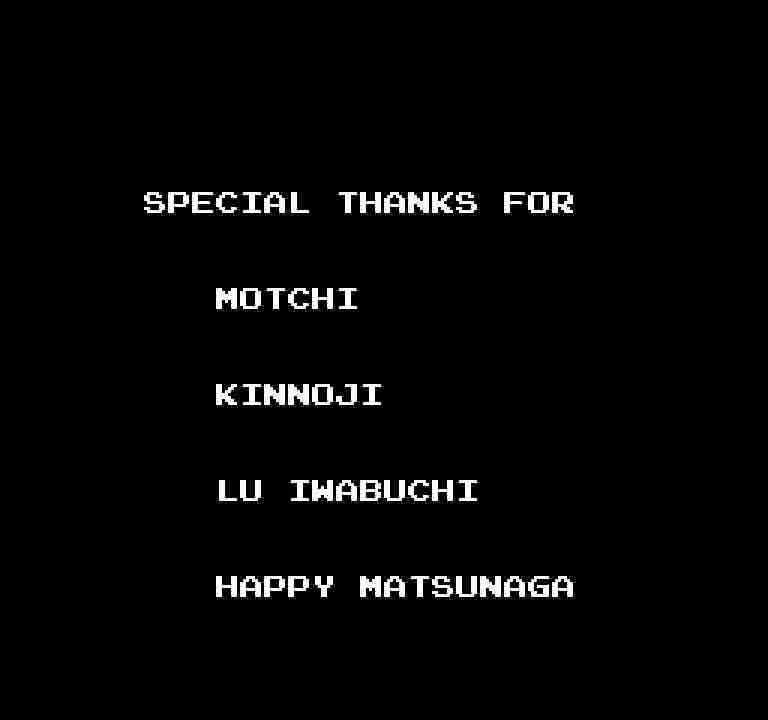 SPECIAL THANKS FOR
MOTCHI
KINNOJI
LU IWABUCHI
HAPPY MATSUNAGA